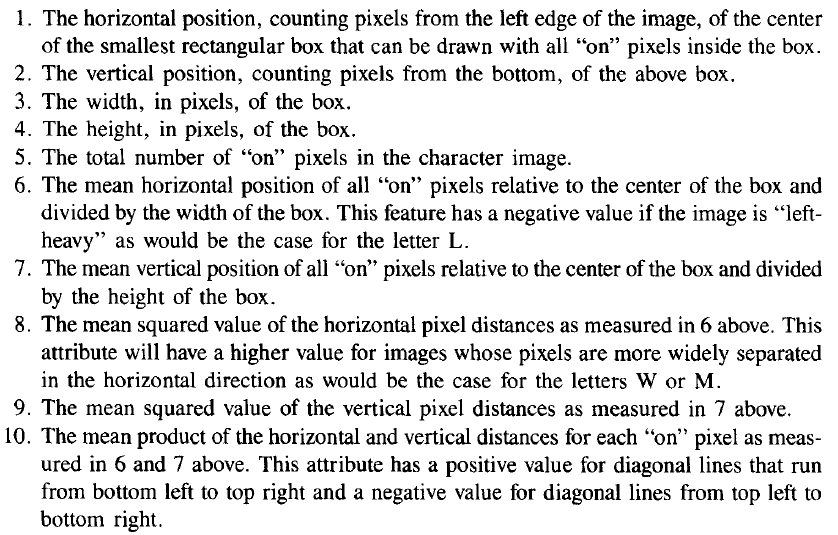 1. The horizontal position, counting pixels from the left edge of the image, of the center
of the smallest rectangular box that can be drawn with all “on” pixels inside the box.
2. The vertical position, counting pixels from the bottom, of the above box.
3. The width, in pixels, of the box.
4. The height, in pixels, of the box.
5. The total number of “on” pixels in the character image.
6. The mean horizontal position of all “on” pixels relative to the center of the box and
divided by the width of the box. This feature has a negative value if the image is “left-
heavy” as would be the case for the letter L.
7. The mean vertical position of all “on” pixels relative to the center of the box and divided
by the height of the box.
8. The mean squared value of the horizontal pixel distances as measured in 6 above. This
attribute will have a higher value for images whose pixels are more widely separated
in the horizontal direction as would be the case for the letters W or M.
9. The mean squared value of the vertical pixel distances as measured in 7 above.
10. The mean product of the horizontal and vertical distances for each “on” pixel as meas-
ured in 6 and 7 above. This attribute has a positive value for diagonal lines that run
from bottom left to top right and a negative value for diagonal lines from top left to
bottom right.